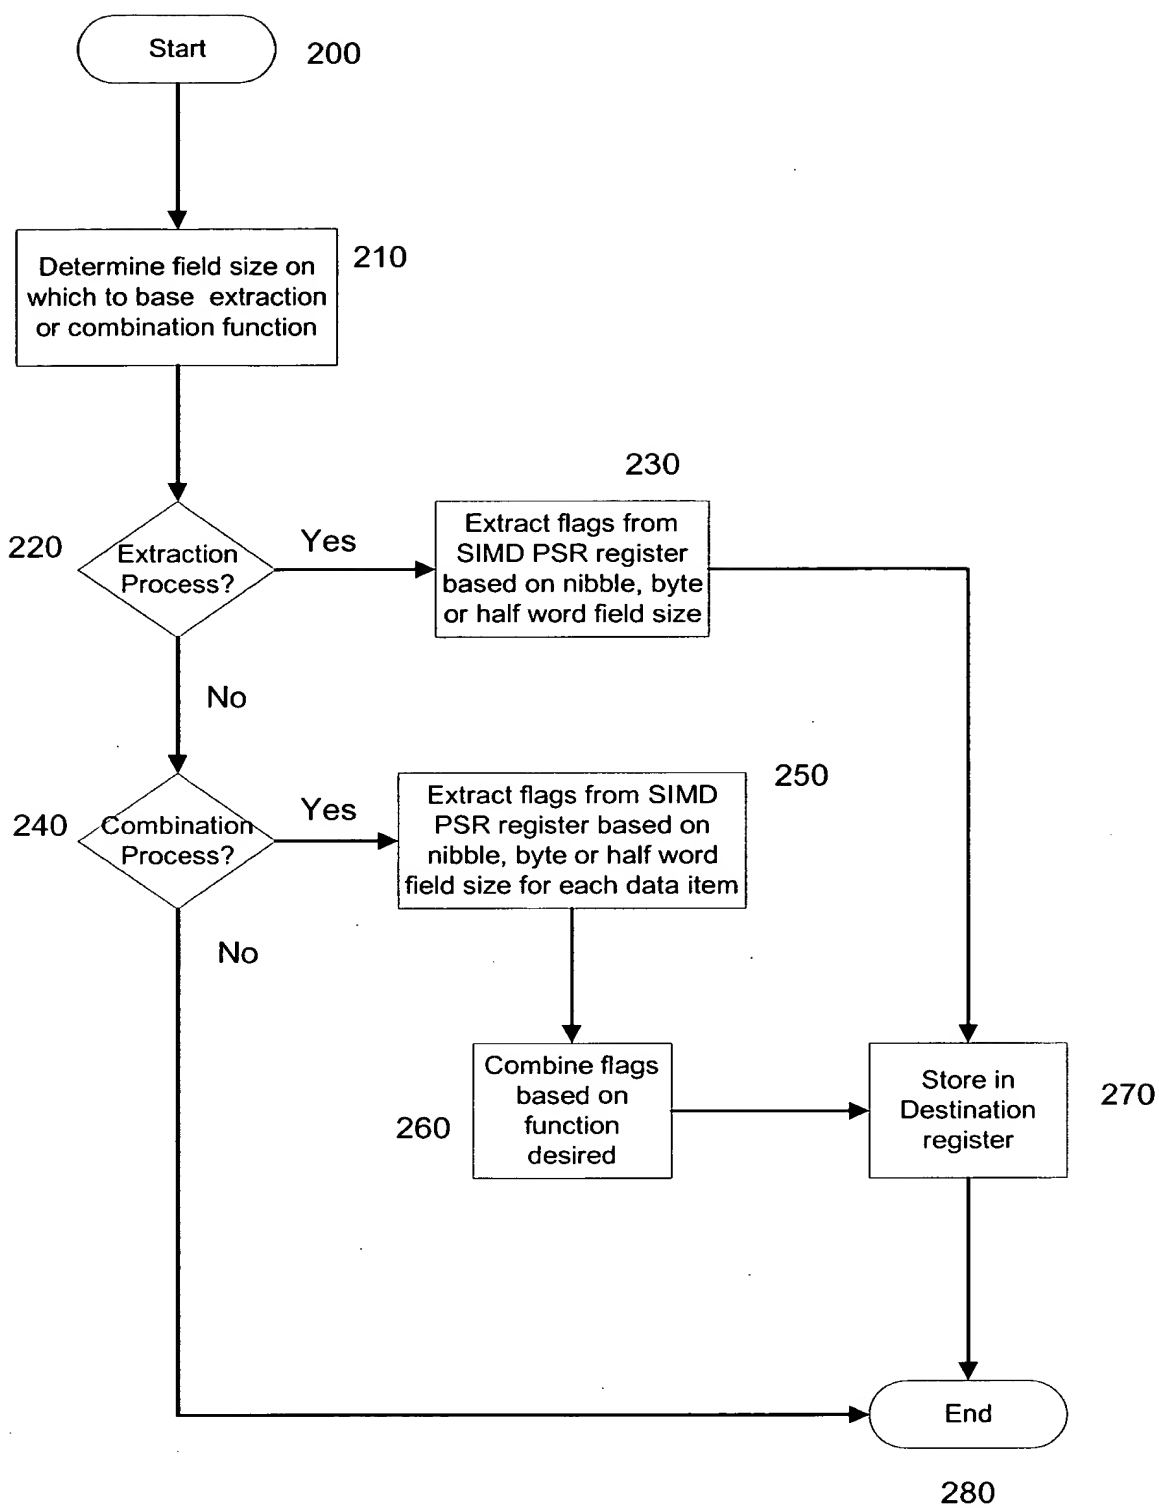 Start
200
Determine field size on
which to base extraction
or combination function
210
220
Extraction
Process?
Yes
230
Extract flags from
SIMD PSR register
based on nibble, byte
or half word field size
No
240
Combination
Process?
Yes
250
Extract flags from SIMD
PSR register based on
nibble, byte or half word
field size for each data item
No
260
Combine flags
based on
function
desired
Store in
Destination
register
270
End
280